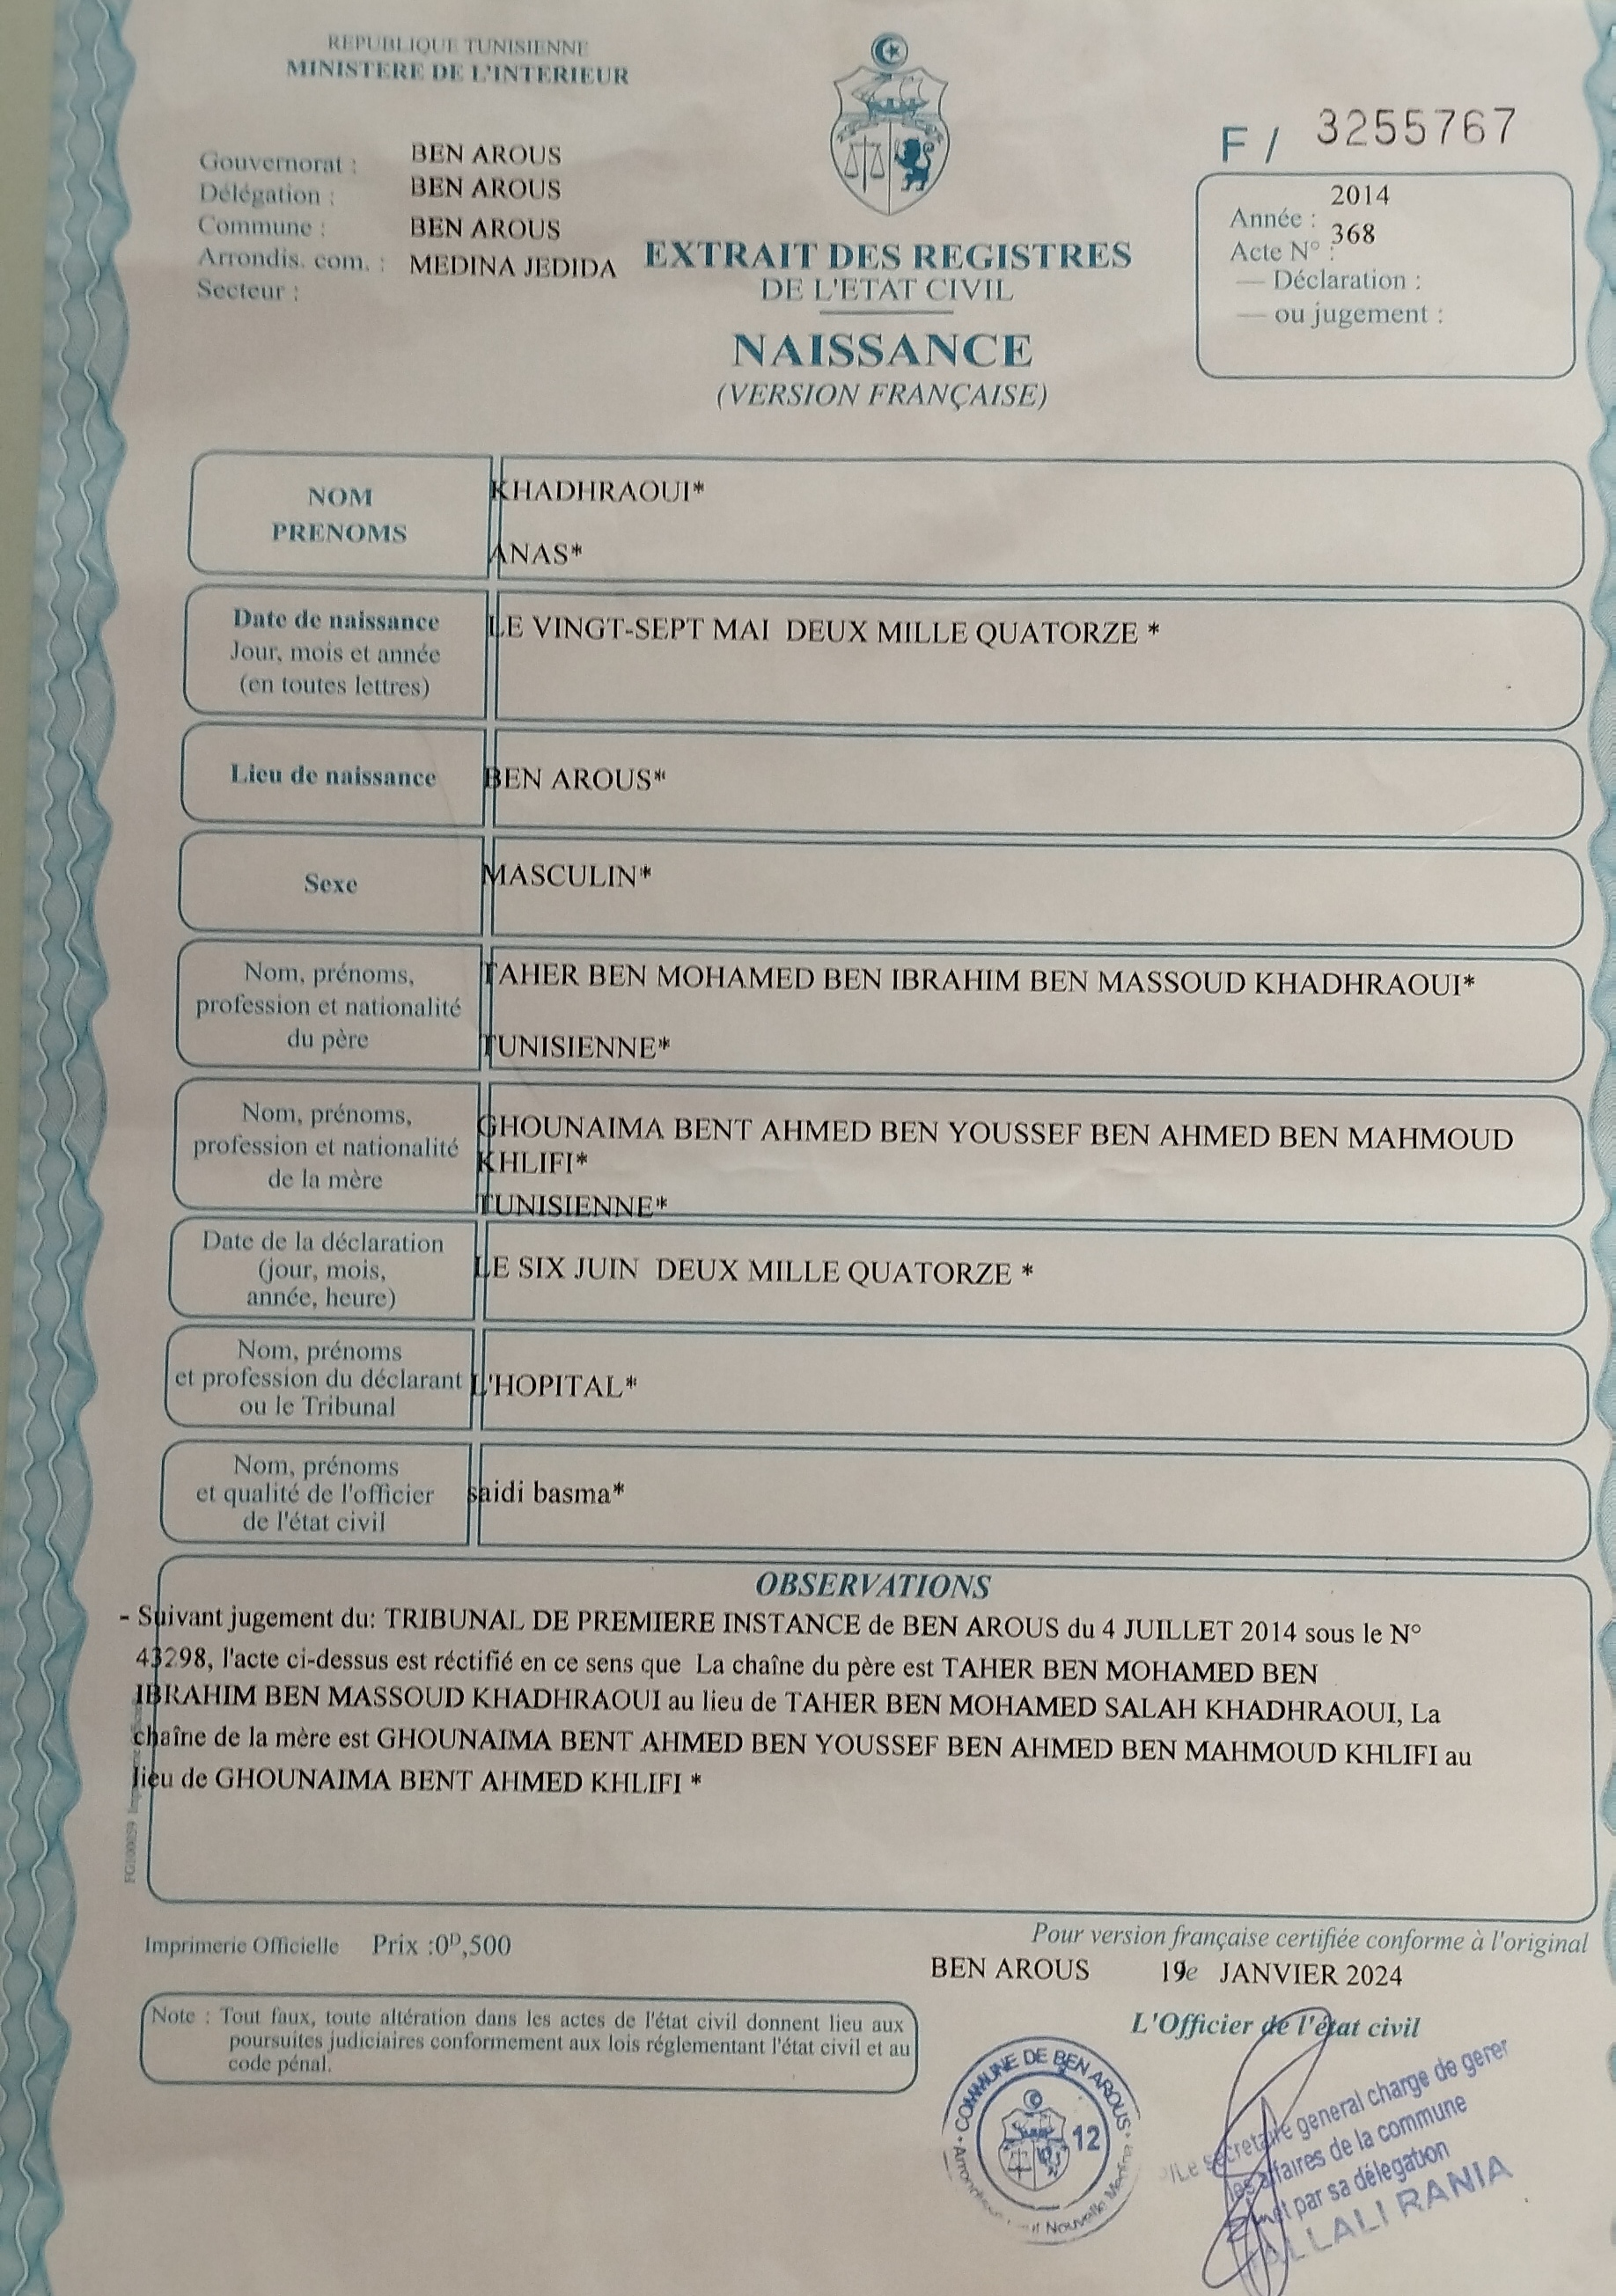 REPUBLIQUE TUNISIENNE
MINISTERE DE L'INTERIEUR
F / 3255767
Gouvernorat : BEN AROUS
Délégation : BEN AROUS
Commune : BEN AROUS
Arrondis. com. : MEDINA JEDIDA
Secteur :
EXTRAIT DES REGISTRES
DE L'ETAT CIVIL
NAISSANCE
(VERSION FRANÇAISE)
Année : 2014
Acte N° : 368
— Déclaration :
— ou jugement :
NOM
PRENOMS
KHADHRAOUI*
ANAS*
Date de naissance
Jour, mois et année
(en toutes lettres)
LE VINGT-SEPT MAI DEUX MILLE QUATORZE *
Lieu de naissance
BEN AROUS*
Sexe
MASCULIN*
Nom, prénoms,
profession et nationalité
du père
TAHER BEN MOHAMED BEN IBRAHIM BEN MASSOUD KHADHRAOUI*
TUNISIENNE*
Nom, prénoms,
profession et nationalité
de la mère
GHOUNAIMA BENT AHMED BEN YOUSSEF BEN AHMED BEN MAHMOUD
KHLIFI*
TUNISIENNE*
Date de la déclaration
(jour, mois,
année, heure)
LE SIX JUIN DEUX MILLE QUATORZE *
Nom, prénoms
et profession du déclarant
ou le Tribunal
L'HOPITAL*
Nom, prénoms
et qualité de l'officier
de l'état civil
saidi basma*
OBSERVATIONS
- Suivant jugement du: TRIBUNAL DE PREMIERE INSTANCE de BEN AROUS du 4 JUILLET 2014 sous le N°
43298, l'acte ci-dessus est réctifié en ce sens que La chaîne du père est TAHER BEN MOHAMED BEN
IBRAHIM BEN MASSOUD KHADHRAOUI au lieu de TAHER BEN MOHAMED SALAH KHADHRAOUI, La
chaîne de la mère est GHOUNAIMA BENT AHMED BEN YOUSSEF BEN AHMED BEN MAHMOUD KHLIFI au
lieu de GHOUNAIMA BENT AHMED KHLIFI *
FG100059
Imprimerie Officielle Prix :0ᴰ,500
Pour version française certifiée conforme à l'original
BEN AROUS 19e JANVIER 2024
Note : Tout faux, toute altération dans les actes de l'état civil donnent lieu aux
poursuites judiciaires conformement aux lois réglementant l'état civil et au
code pénal.
L'Officier de l'état civil
COMMUNE DE BEN AROUS
12
Nouvelle
P/Le secretaire general charge de gerer
les affaires de la commune
et par sa délegation
RANIA